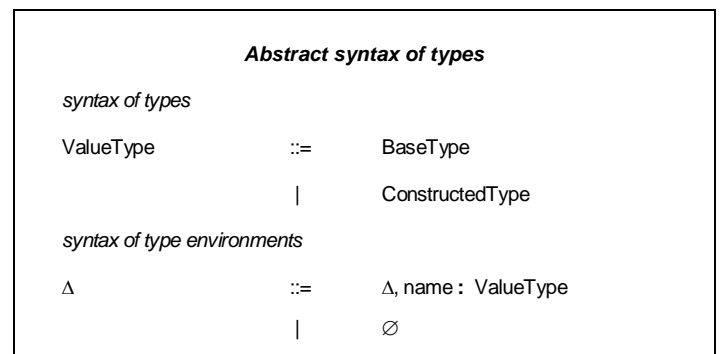 Abstract syntax of types
syntax of types
ValueType ::= BaseType
| ConstructedType
syntax of type environments
Δ ::= Δ, name : ValueType
| ∅